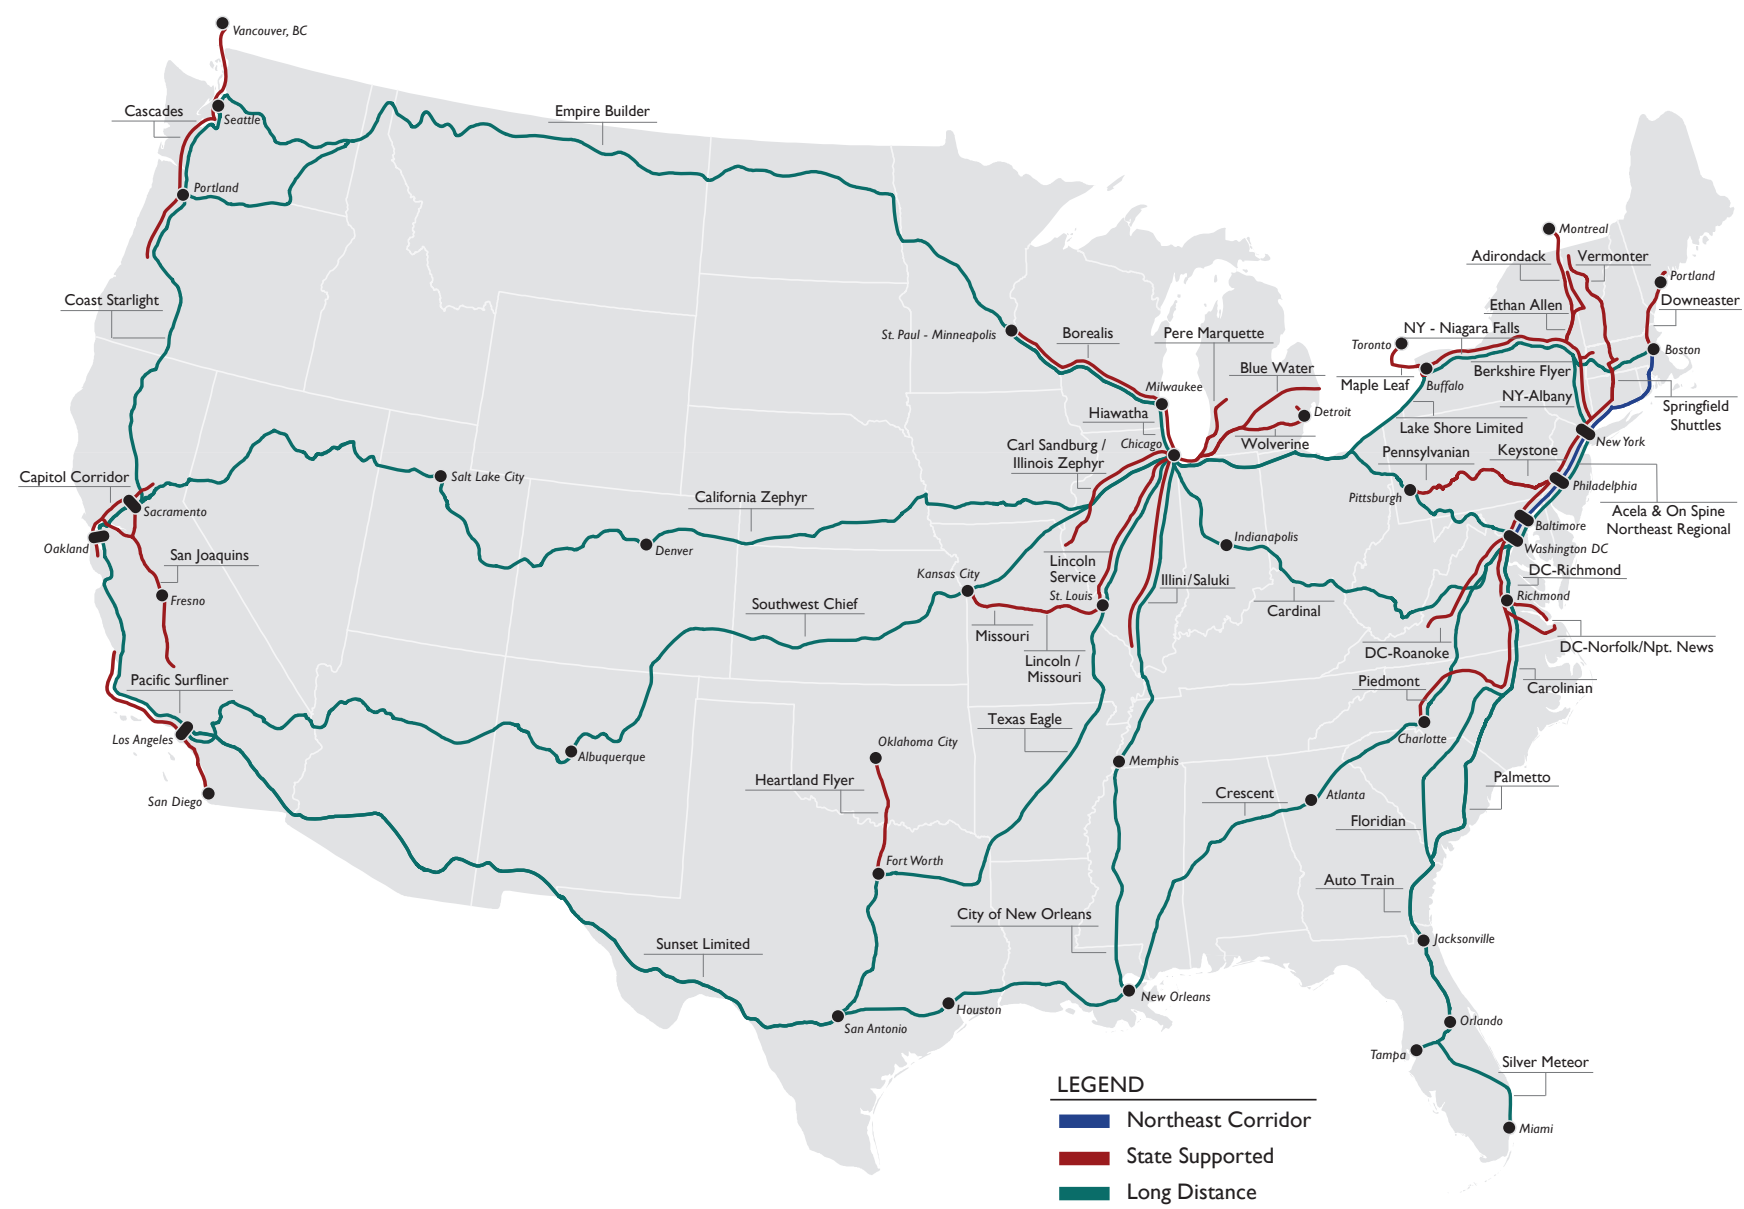 Vancouver, BC
Cascades
Seattle
Empire Builder
Portland
Coast Starlight
St. Paul - Minneapolis
Borealis
Pere Marquette
Blue Water
Milwaukee
Hiawatha
Detroit
Chicago
Wolverine
Carl Sandburg /
Illinois Zephyr
Montreal
Adirondack
Vermonter
Portland
Downeaster
Ethan Allen
NY - Niagara Falls
Toronto
Boston
Maple Leaf
Buffalo
Berkshire Flyer
NY-Albany
Springfield
Shuttles
Lake Shore Limited
New York
Pennsylvanian
Keystone
Pittsburgh
Philadelphia
Acela & On Spine
Northeast Regional
Baltimore
Washington DC
Capitol Corridor
Sacramento
Oakland
San Joaquins
Fresno
Salt Lake City
California Zephyr
Denver
Kansas City
Southwest Chief
Lincoln
Service
St. Louis
Missouri
Lincoln /
Missouri
Illini/Saluki
Indianapolis
Cardinal
DC-Richmond
Richmond
DC-Norfolk/Npt. News
DC-Roanoke
Piedmont
Carolinian
Charlotte
Pacific Surfliner
Los Angeles
San Diego
Albuquerque
Oklahoma City
Heartland Flyer
Texas Eagle
Memphis
Crescent
Atlanta
Palmetto
Floridian
Fort Worth
Auto Train
City of New Orleans
Jacksonville
Sunset Limited
New Orleans
Houston
San Antonio
Orlando
Tampa
Silver Meteor
Miami
LEGEND
Northeast Corridor
State Supported
Long Distance